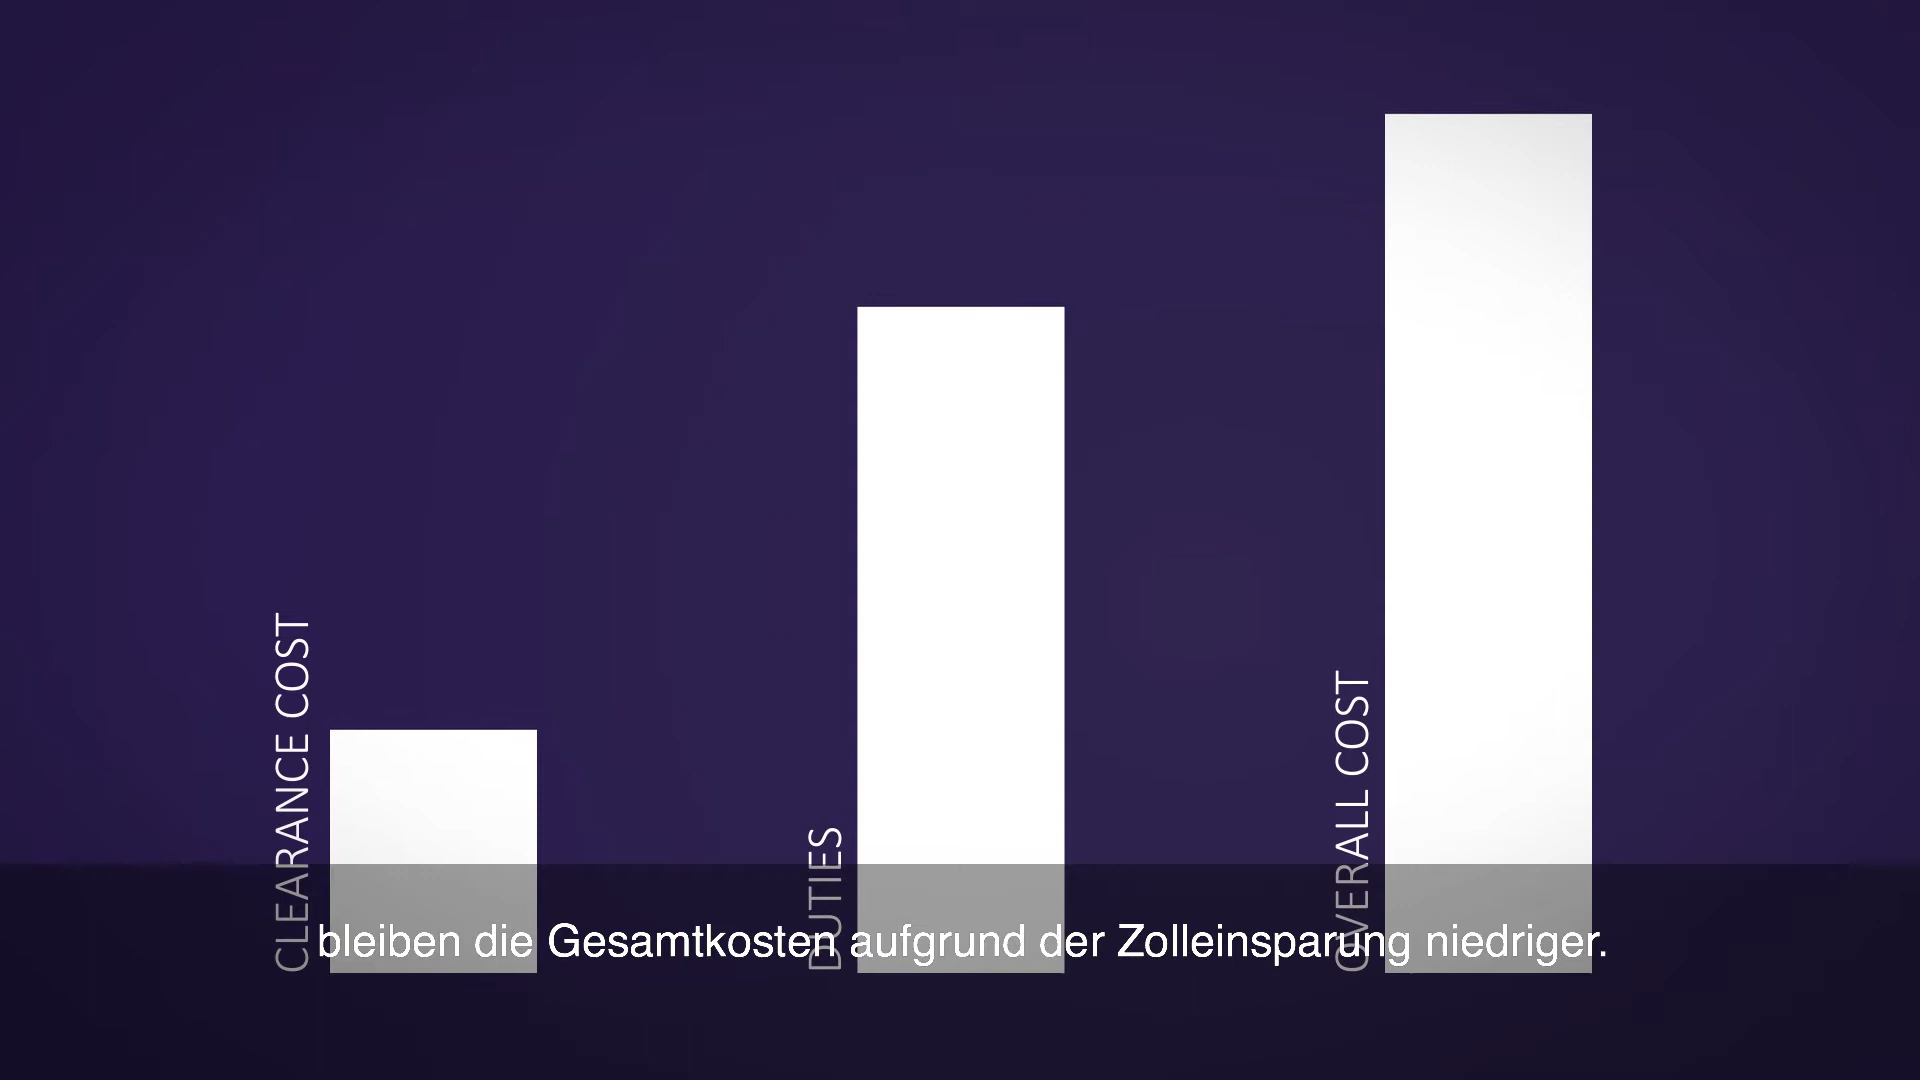 CLEARANCE COST
DUTIES
OVERALL COST
bleiben die Gesamtkosten aufgrund der Zolleinsparung niedriger.